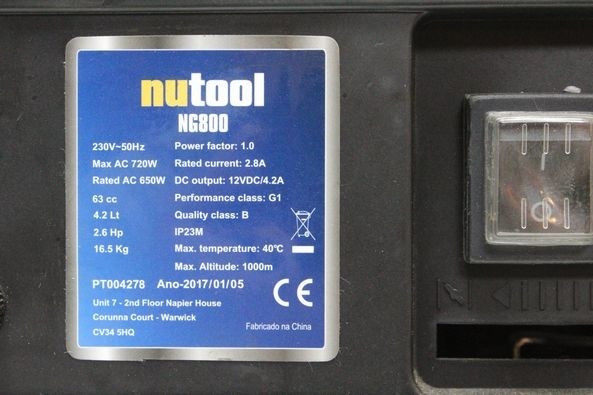 nutool
NG800
230V~50Hz Power factor: 1.0
Max AC 720W Rated current: 2.8A
Rated AC 650W DC output: 12VDC/4.2A
63 cc Performance class: G1
4.2 Lt Quality class: B
2.6 Hp IP23M
16.5 Kg Max. temperature: 40℃
Max. Altitude: 1000m
PT004278 Ano-2017/01/05
Unit 7 - 2nd Floor Napier House
Corunna Court - Warwick
CV34 5HQ
CE
Fabricado na China